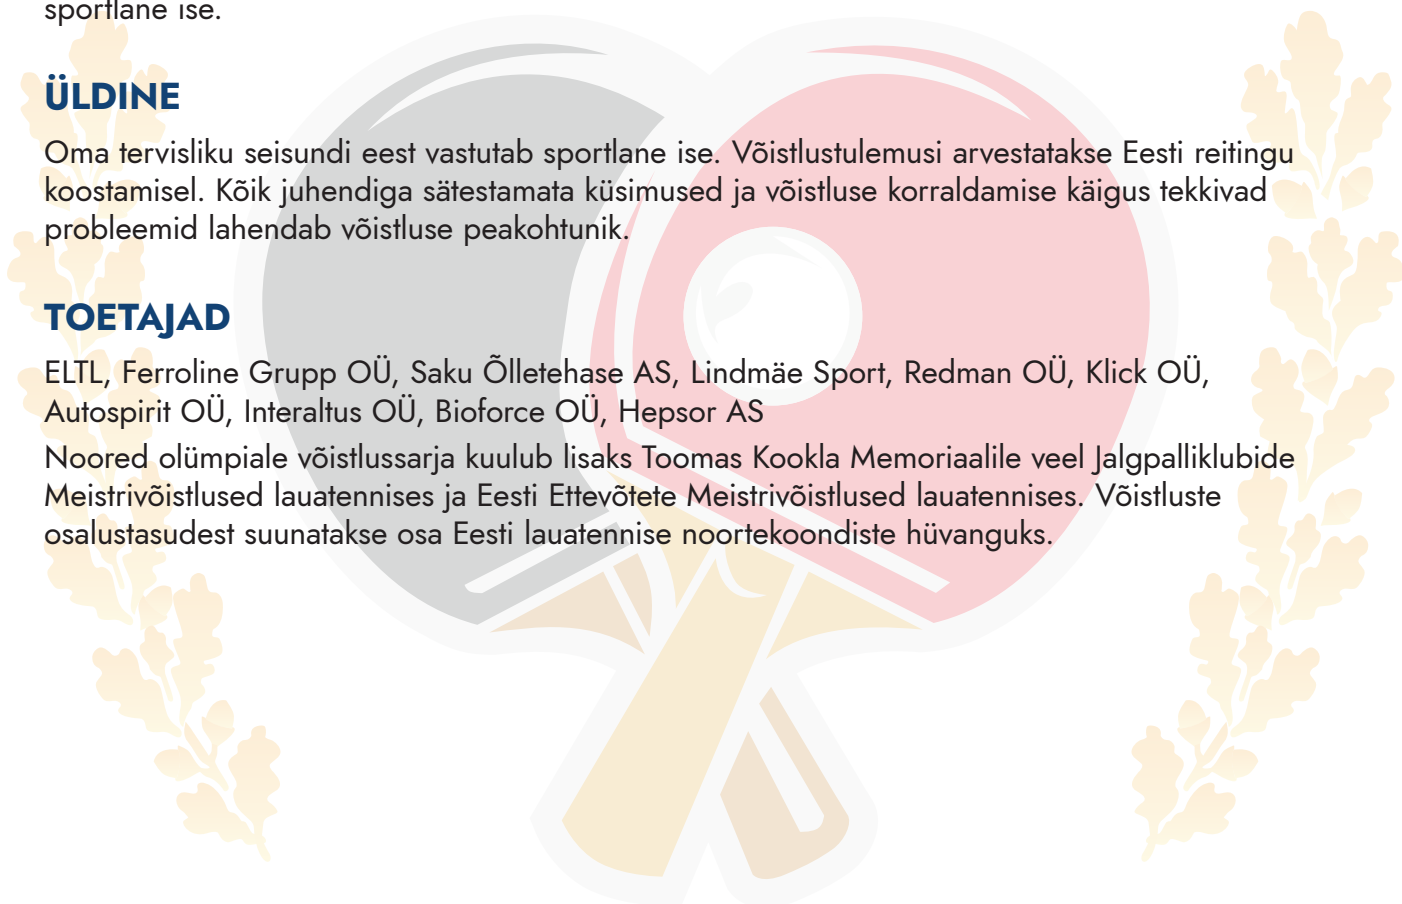 sportlane ise.
ÜLDINE
Oma tervisliku seisundi eest vastutab sportlane ise. Võistlustulemusi arvestatakse Eesti reitingu
koostamisel. Kõik juhendiga sätestamata küsimused ja võistluse korraldamise käigus tekkivad
probleemid lahendab võistluse peakohtunik.
TOETAJAD
ELTL, Ferroline Grupp OÜ, Saku Õlletehase AS, Lindmäe Sport, Redman OÜ, Klick OÜ,
Autospirit OÜ, Interaltus OÜ, Bioforce OÜ, Hepsor AS
Noored olümpiale võistlussarja kuulub lisaks Toomas Kookla Memoriaalile veel Jalgpalliklubide
Meistrivõistlused lauatennises ja Eesti Ettevõtete Meistrivõistlused lauatennises. Võistluste
osalustasudest suunatakse osa Eesti lauatennise noortekoondiste hüvanguks.